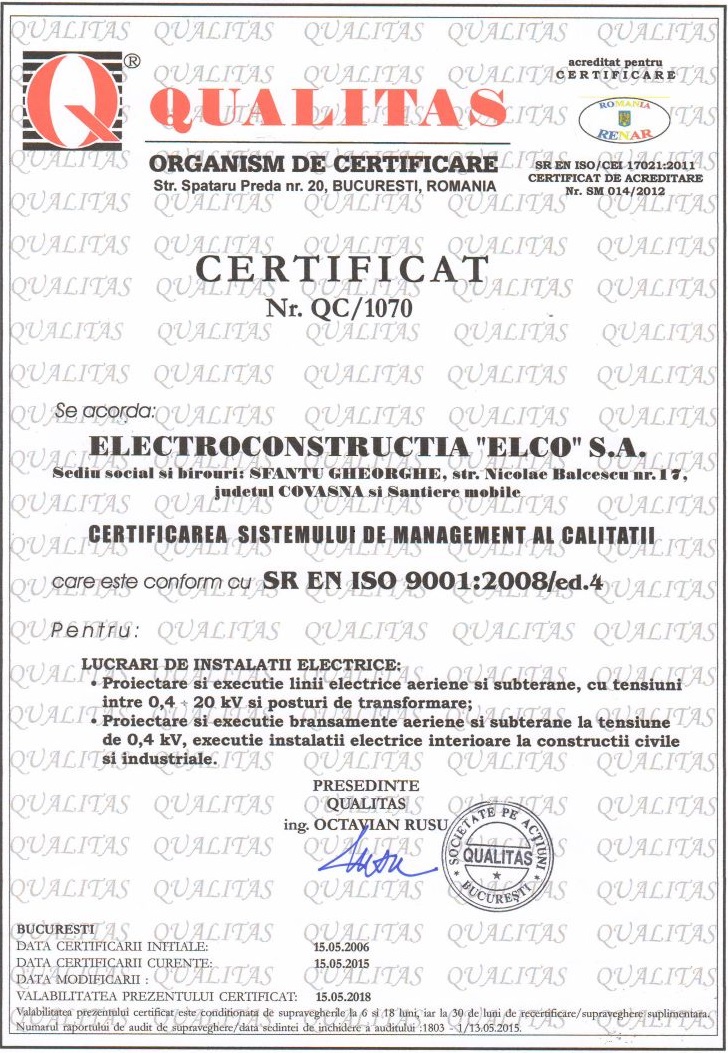 QUALITAS
®
QUALITAS
ORGANISM DE CERTIFICARE
Str. Spataru Preda nr. 20, BUCURESTI, ROMANIA
acreditat pentru
CERTIFICARE
ROMANIA
RENAR
SR EN ISO/CEI 17021:2011
CERTIFICAT DE ACREDITARE
Nr. SM 014/2012
CERTIFICAT
Nr. QC/1070
Se acorda:
ELECTROCONSTRUCTIA "ELCO" S.A.
Sediu social si birouri: SFANTU GHEORGHE, str. Nicolae Balcescu nr. 17,
judetul COVASNA si Santiere mobile
CERTIFICAREA SISTEMULUI DE MANAGEMENT AL CALITATII
care este conform cu SR EN ISO 9001:2008/ed.4
Pentru:
LUCRARI DE INSTALATII ELECTRICE:
• Proiectare si executie linii electrice aeriene si subterane, cu tensiuni
intre 0,4 ÷ 20 kV si posturi de transformare;
• Proiectare si executie bransamente aeriene si subterane la tensiune
de 0,4 kV, executie instalatii electrice interioare la constructii civile
si industriale.
PRESEDINTE
QUALITAS
ing. OCTAVIAN RUSU
SOCIETATE PE ACTIUNI
QUALITAS
BUCURESTI
BUCURESTI
DATA CERTIFICARII INITIALE: 15.05.2006
DATA CERTIFICARII CURENTE: 15.05.2015
DATA MODIFICARII :
VALABILITATEA PREZENTULUI CERTIFICAT: 15.05.2018
Valabilitatea prezentului certificat este conditionata de supravegherile la 6 si 18 luni, iar la 30 de luni de recertificare/supraveghere suplimentara.
Numarul raportului de audit de supraveghere/data sedintei de inchidere a auditului :1803 - 1/13.05.2015.